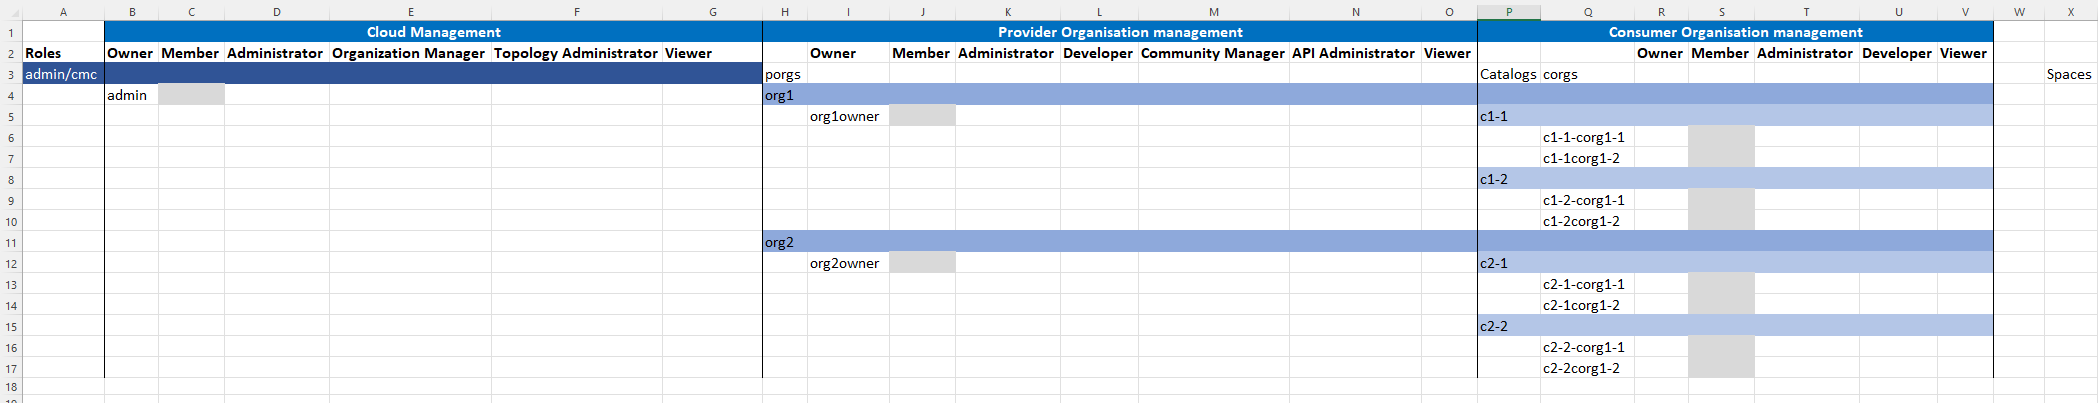 A B C D E F G H I J K L M N O P Q R S T U V W X
1 Cloud Management Provider Organisation management Consumer Organisation management
2 Roles Owner Member Administrator Organization Manager Topology Administrator Viewer Owner Member Administrator Developer Community Manager API Administrator Viewer Owner Member Administrator Developer Viewer
3 admin/cmc porgs Catalogs corgs Spaces
4 admin org1
5 org1owner c1-1
6 c1-1-corg1-1
7 c1-1corg1-2
8 c1-2
9 c1-2-corg1-1
10 c1-2corg1-2
11 org2
12 org2owner c2-1
13 c2-1-corg1-1
14 c2-1corg1-2
15 c2-2
16 c2-2-corg1-1
17 c2-2corg1-2
18